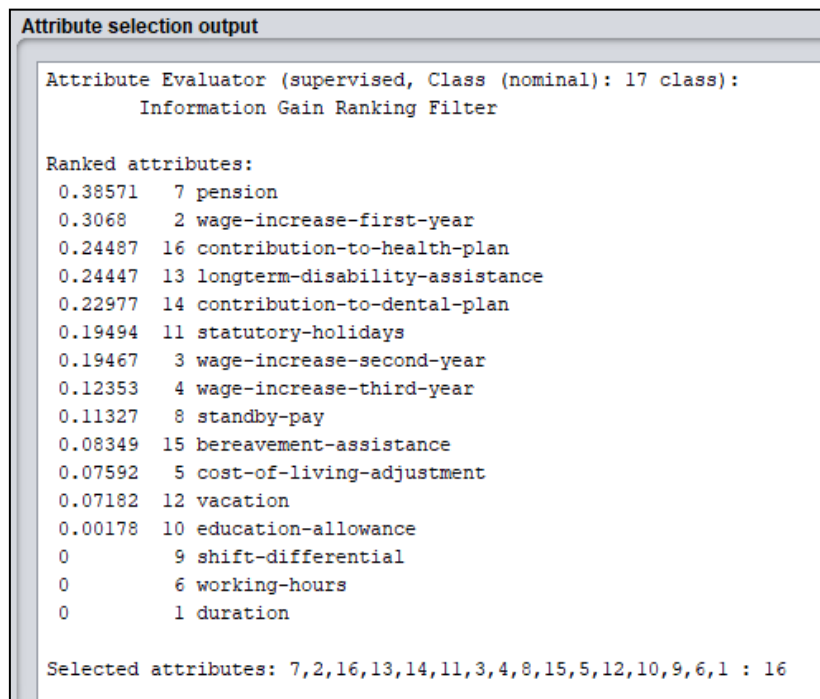 Attribute selection output
Attribute Evaluator (supervised, Class (nominal): 17 class):
Information Gain Ranking Filter
Ranked attributes:
0.38571 7 pension
0.3068 2 wage-increase-first-year
0.24487 16 contribution-to-health-plan
0.24447 13 longterm-disability-assistance
0.22977 14 contribution-to-dental-plan
0.19494 11 statutory-holidays
0.19467 3 wage-increase-second-year
0.12353 4 wage-increase-third-year
0.11327 8 standby-pay
0.08349 15 bereavement-assistance
0.07592 5 cost-of-living-adjustment
0.07182 12 vacation
0.00178 10 education-allowance
0 9 shift-differential
0 6 working-hours
0 1 duration
Selected attributes: 7,2,16,13,14,11,3,4,8,15,5,12,10,9,6,1 : 16